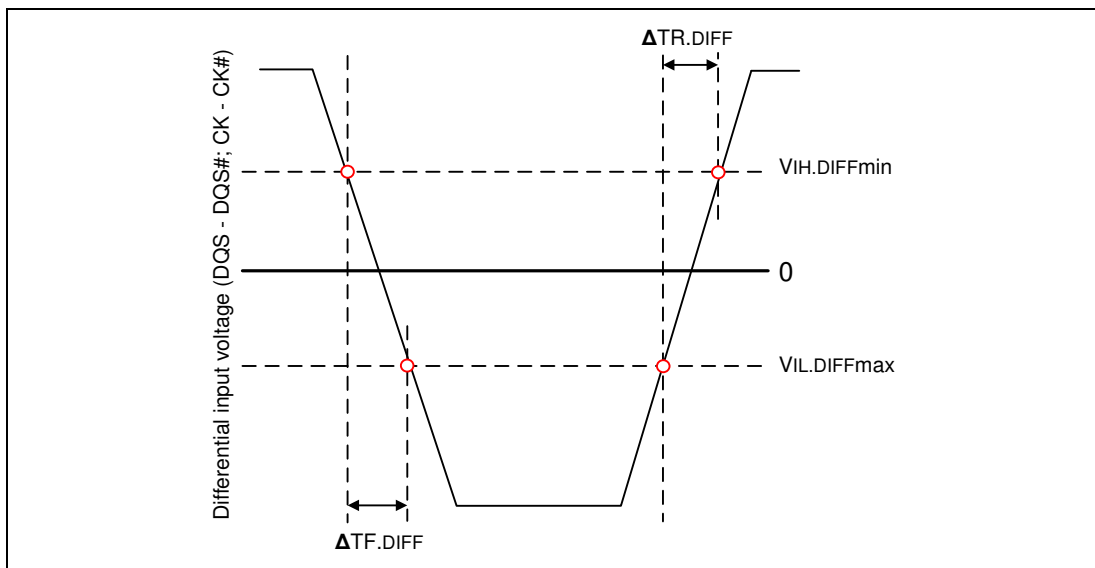 ΔTR.DIFF
Differential input voltage (DQS - DQS#; CK - CK#)
VIH.DIFFmin
0
VIL.DIFFmax
ΔTF.DIFF